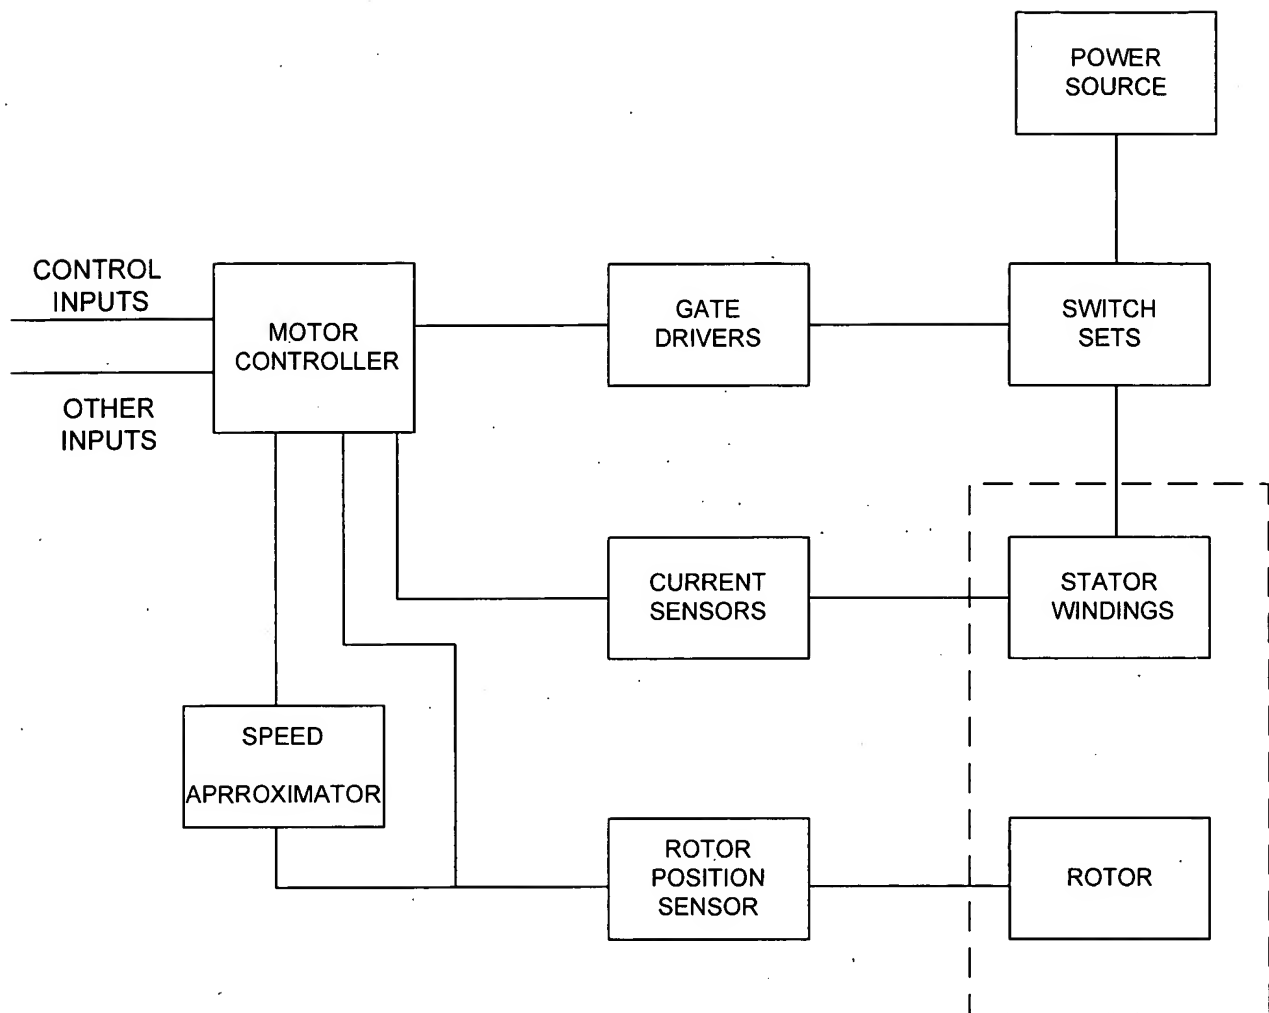 POWER
SOURCE
CONTROL
INPUTS
MOTOR
CONTROLLER
GATE
DRIVERS
SWITCH
SETS
OTHER
INPUTS
CURRENT
SENSORS
STATOR
WINDINGS
SPEED
APRROXIMATOR
ROTOR
POSITION
SENSOR
ROTOR